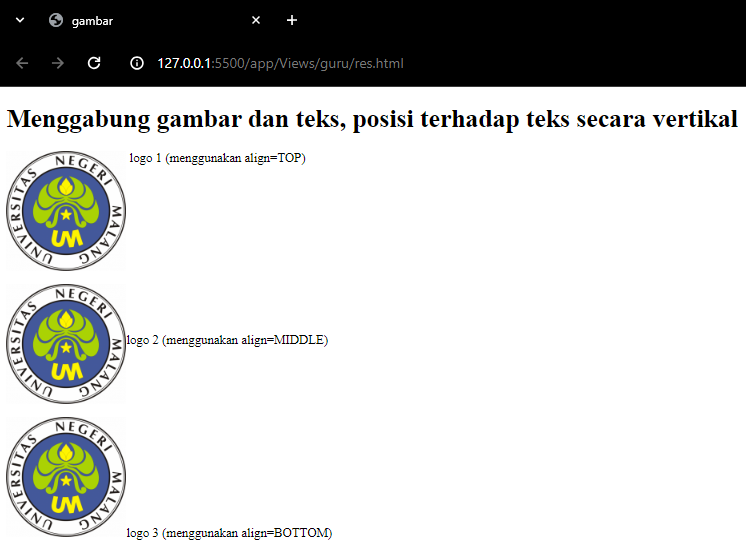 gambar
127.0.0.1:5500/app/Views/guru/res.html
Menggabung gambar dan teks, posisi terhadap teks secara vertikal
UNIVERSITAS NEGERI MALANG
UM
logo 1 (menggunakan align=TOP)
UNIVERSITAS NEGERI MALANG
UM
logo 2 (menggunakan align=MIDDLE)
UNIVERSITAS NEGERI MALANG
UM
logo 3 (menggunakan align=BOTTOM)